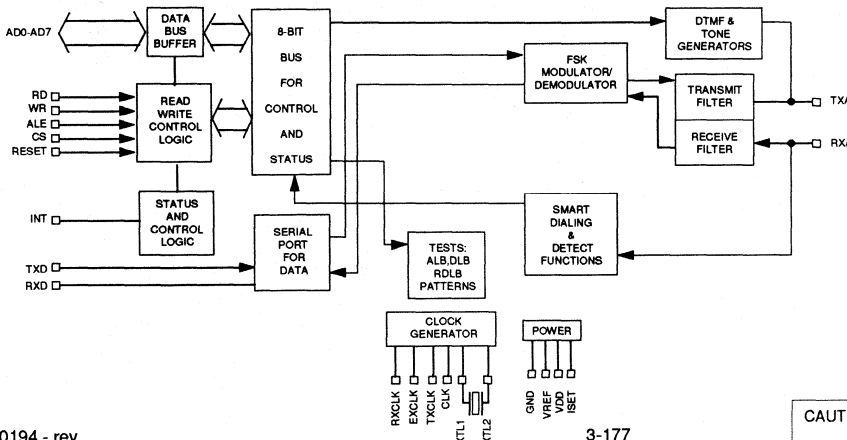 AD0-AD7
DATA
BUS
BUFFER
8-BIT
BUS
FOR
CONTROL
AND
STATUS
DTMF &
TONE
GENERATORS
FSK
MODULATOR/
DEMODULATOR
TRANSMIT
FILTER
RECEIVE
FILTER
RD
WR
ALE
CS
RESET
READ
WRITE
CONTROL
LOGIC
INT
STATUS
AND
CONTROL
LOGIC
TXD
RXD
SERIAL
PORT
FOR
DATA
TESTS:
ALB,DLB
RDLB
PATTERNS
SMART
DIALING
&
DETECT
FUNCTIONS
CLOCK
GENERATOR
RXCLK
EXCLK
TXCLK
CLK
POWER
GND
VREF
VDD
ISET
0194 - rev.
3-177